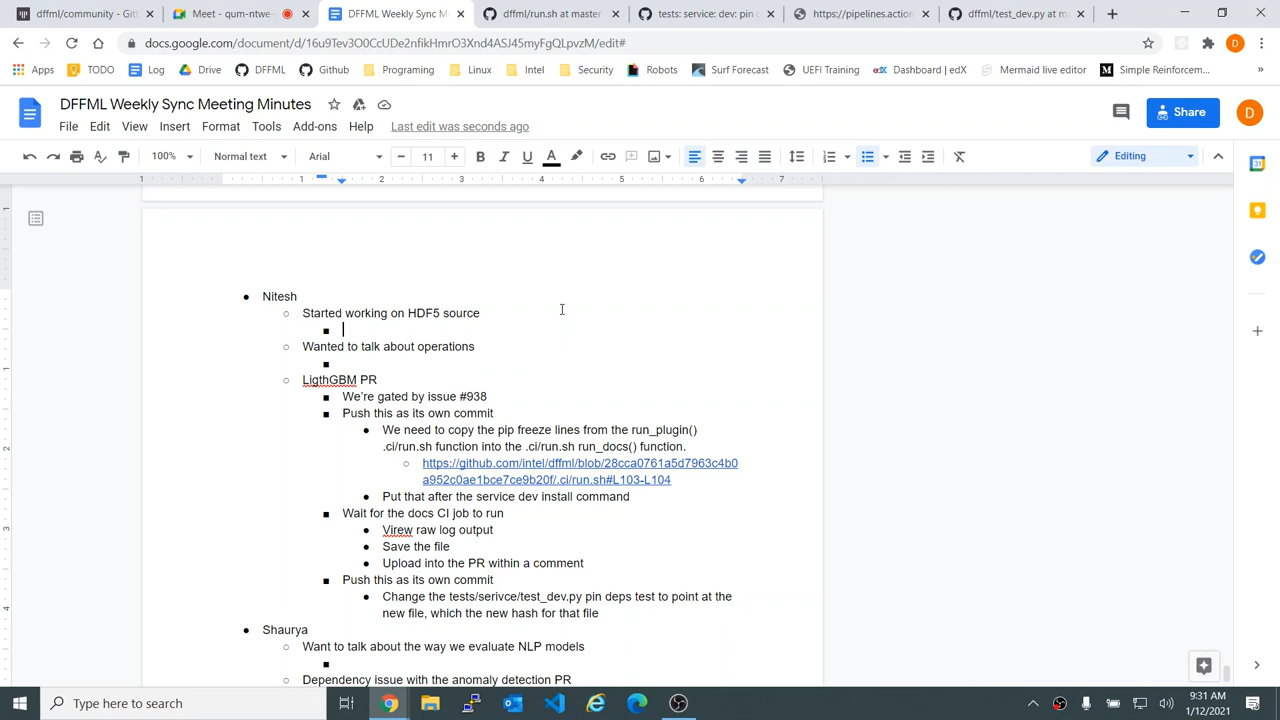 dffml/community - Gitt
Meet - qum-ntwe-
DFFML Weekly Sync M
dffml/run.sh at master
tests: service: dev: pin d
https://pipelines.action
dffml/test_dev.py at m
docs.google.com/document/d/16u9Tev3O0CcUDe2nfikHmrO3Xnd4ASJ45myFgQLpvzM/edit#
Apps
TODO
Log
Drive
DFFML
Github
Programing
Linux
Intel
Security
Robots
Surf Forecast
UEFI Training
Dashboard | edX
Mermaid live editor
Simple Reinforcem...
DFFML Weekly Sync Meeting Minutes
File Edit View Insert Format Tools Add-ons Help Last edit was seconds ago
Share
D
100% Normal text Arial 11 Editing
1 1 2 3 4 5 6 7
Nitesh
Started working on HDF5 source
Wanted to talk about operations
LigthGBM PR
We're gated by issue #938
Push this as its own commit
We need to copy the pip freeze lines from the run_plugin()
.ci/run.sh function into the .ci/run.sh run_docs() function.
https://github.com/intel/dffml/blob/28cca0761a5d7963c4b0
a952c0ae1bce7ce9b20f/.ci/run.sh#L103-L104
Put that after the service dev install command
Wait for the docs CI job to run
Virew raw log output
Save the file
Upload into the PR within a comment
Push this as its own commit
Change the tests/serivce/test_dev.py pin deps test to point at the
new file, which the new hash for that file
Shaurya
Want to talk about the way we evaluate NLP models
Dependency issue with the anomaly detection PR
Type here to search
9:31 AM
1/12/2021